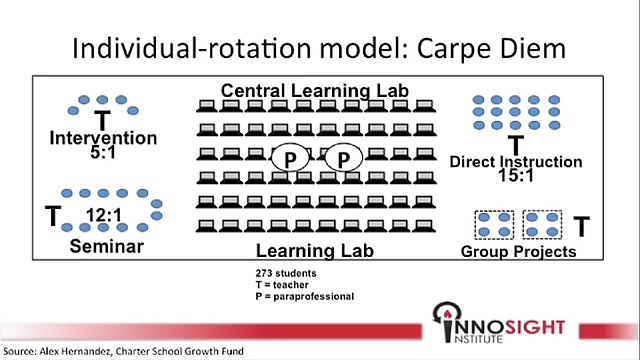 Individual-rotation model: Carpe Diem
Central Learning Lab
T
Intervention
5:1
P
P
T
Direct Instruction
15:1
T
12:1
Seminar
Learning Lab
T
Group Projects
273 students
T = teacher
P = paraprofessional
INNOSIGHT
INSTITUTE
Source: Alex Hernandez, Charter School Growth Fund